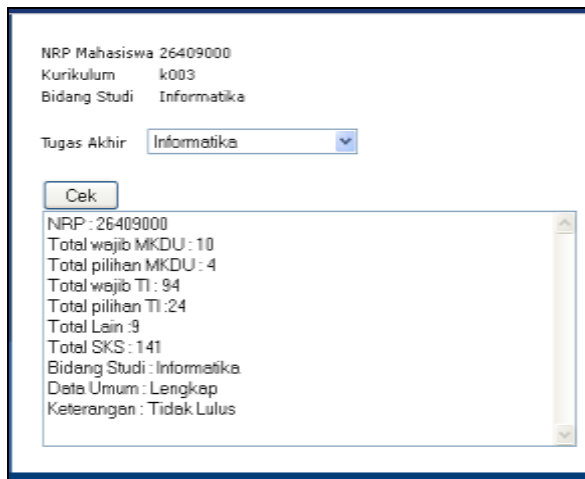 NRP Mahasiswa 26409000
Kurikulum k003
Bidang Studi Informatika
Tugas Akhir Informatika
Cek
NRP : 26409000
Total wajib MKDU : 10
Total pilihan MKDU : 4
Total wajib TI : 94
Total pilihan TI :24
Total Lain :9
Total SKS : 141
Bidang Studi : Informatika
Data Umum : Lengkap
Keterangan : Tidak Lulus